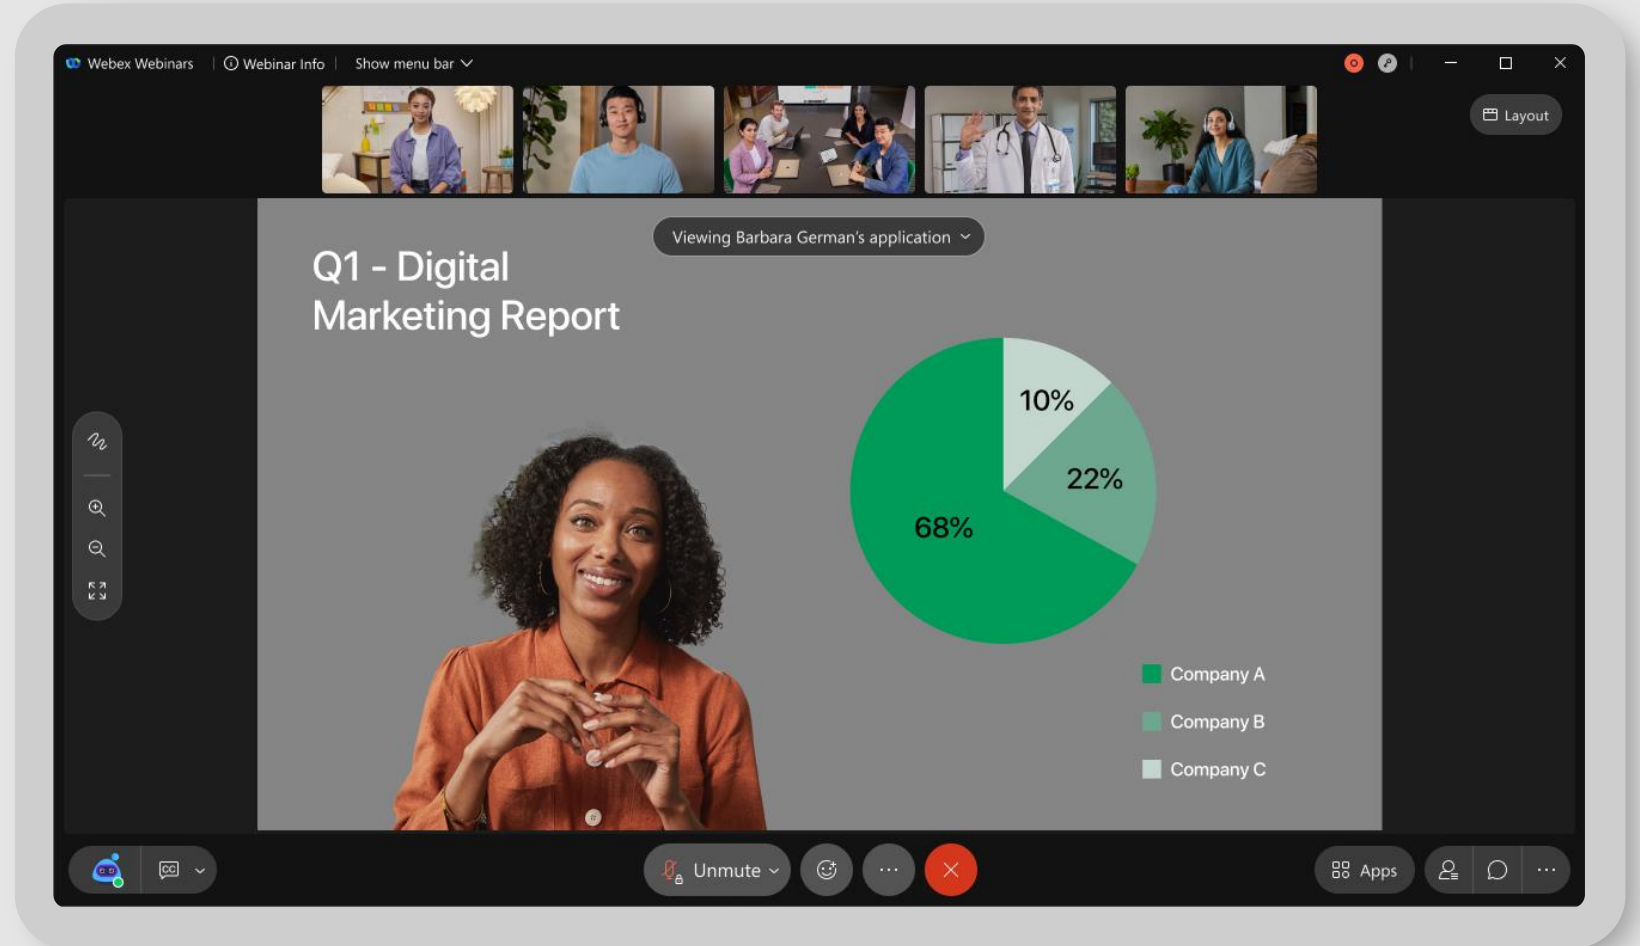 Webex Webinars
Webinar Info
Show menu bar
Layout
Viewing Barbara German's application
Q1 - Digital
Marketing Report
10%
22%
68%
Company A
Company B
Company C
CC
Unmute
Apps